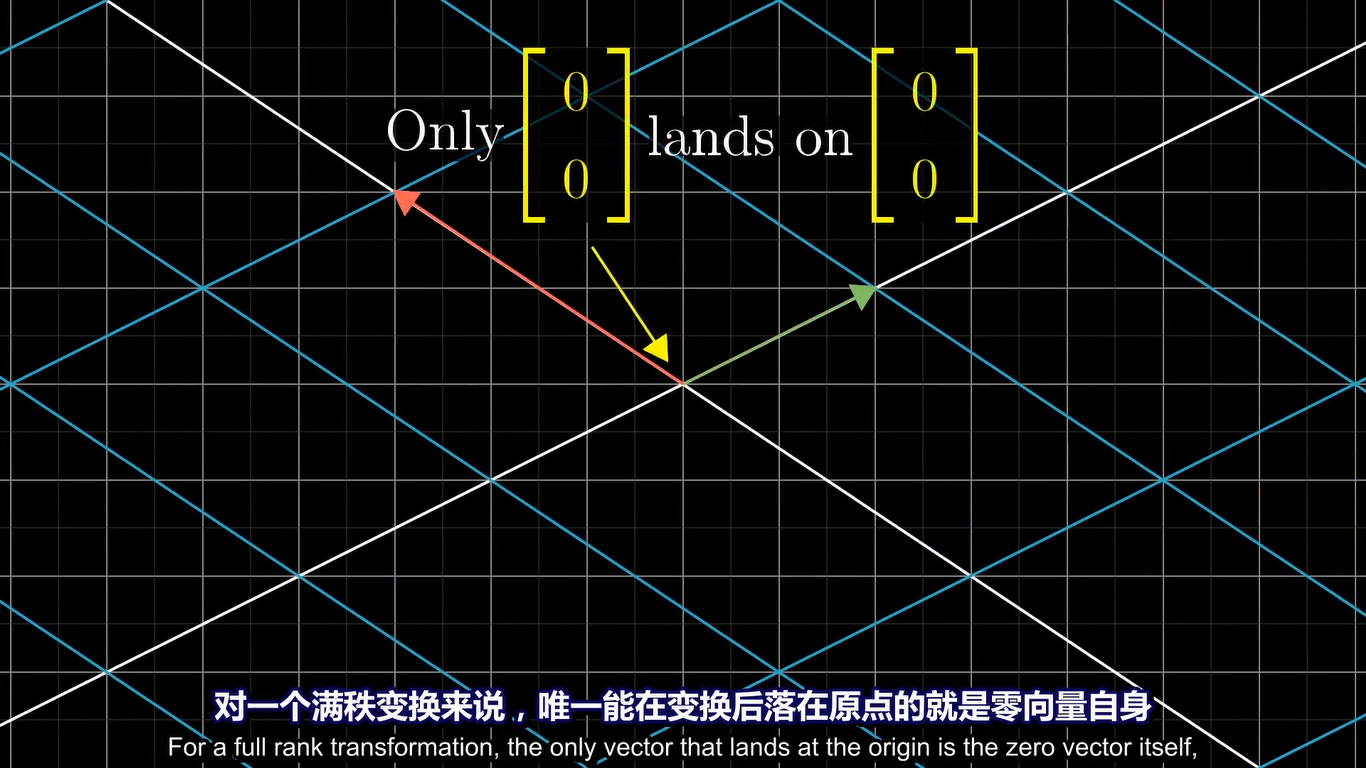 Only [0 0] lands on [0 0]
对一个满秩变换来说，唯一能在变换后落在原点的就是零向量自身
For a full rank transformation, the only vector that lands at the origin is the zero vector itself,